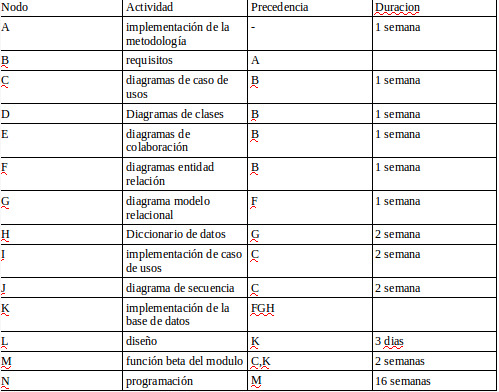 Nodo Actividad Precedencia Duracion
A implementación de la metodología - 1 semana
B requisitos A
C diagramas de caso de usos B 1 semana
D Diagramas de clases B 1 semana
E diagramas de colaboración B 1 semana
F diagramas entidad relación B 1 semana
G diagrama modelo relacional F 1 semana
H Diccionario de datos G 2 semana
I implementación de caso de usos C 2 semana
J diagrama de secuencia C 2 semana
K implementación de la base de datos FGH
L diseño K 3 dias
M función beta del modulo C,K 2 semanas
N programación M 16 semanas